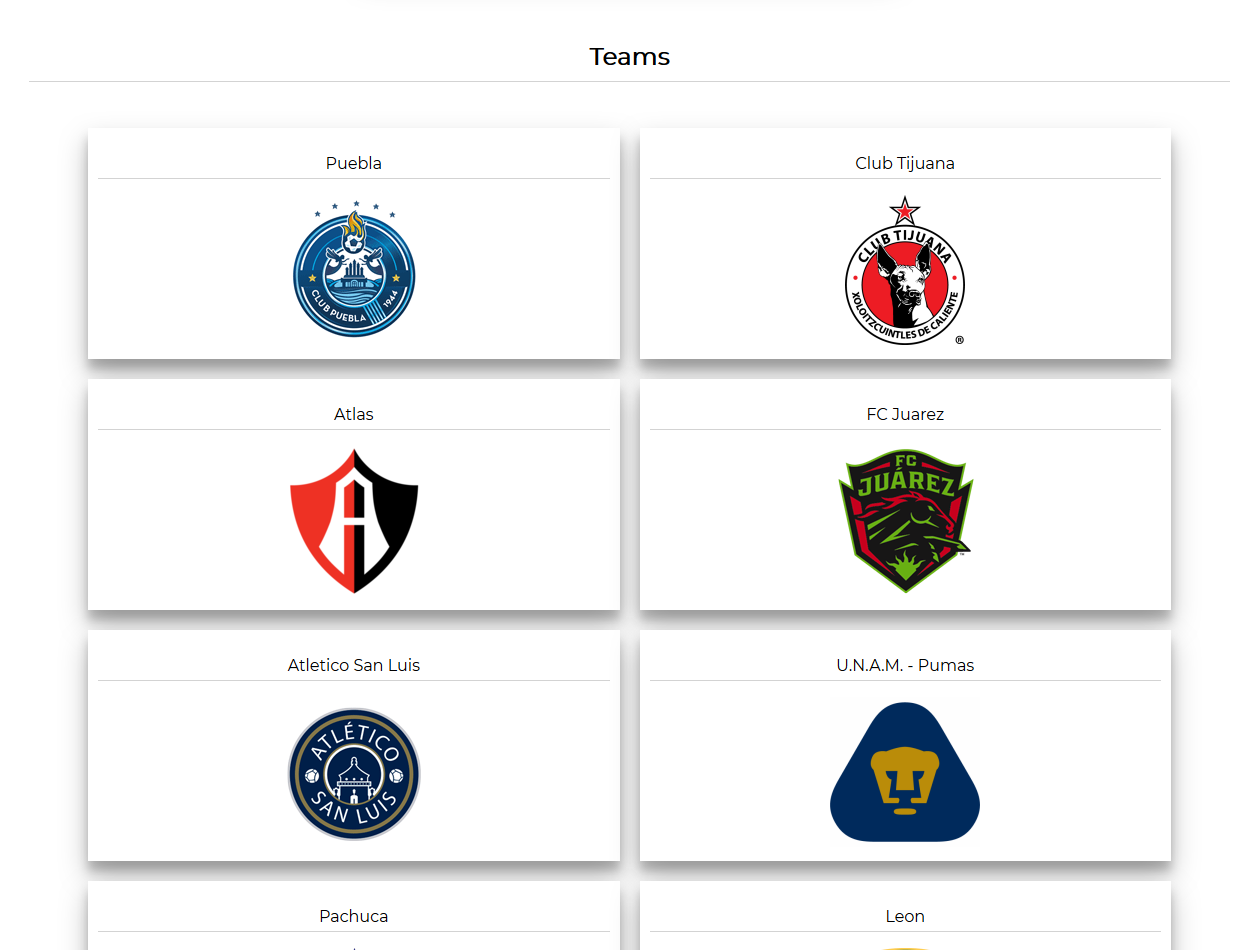 Teams
Puebla
Club Tijuana
CLUB PUEBLA 1944
CLUB TIJUANA
XOLOITZCUINTLES DE CALIENTE
®
Atlas
FC Juarez
FC
JUÁREZ
Atletico San Luis
U.N.A.M. - Pumas
ATLÉTICO
SAN LUIS
Pachuca
Leon